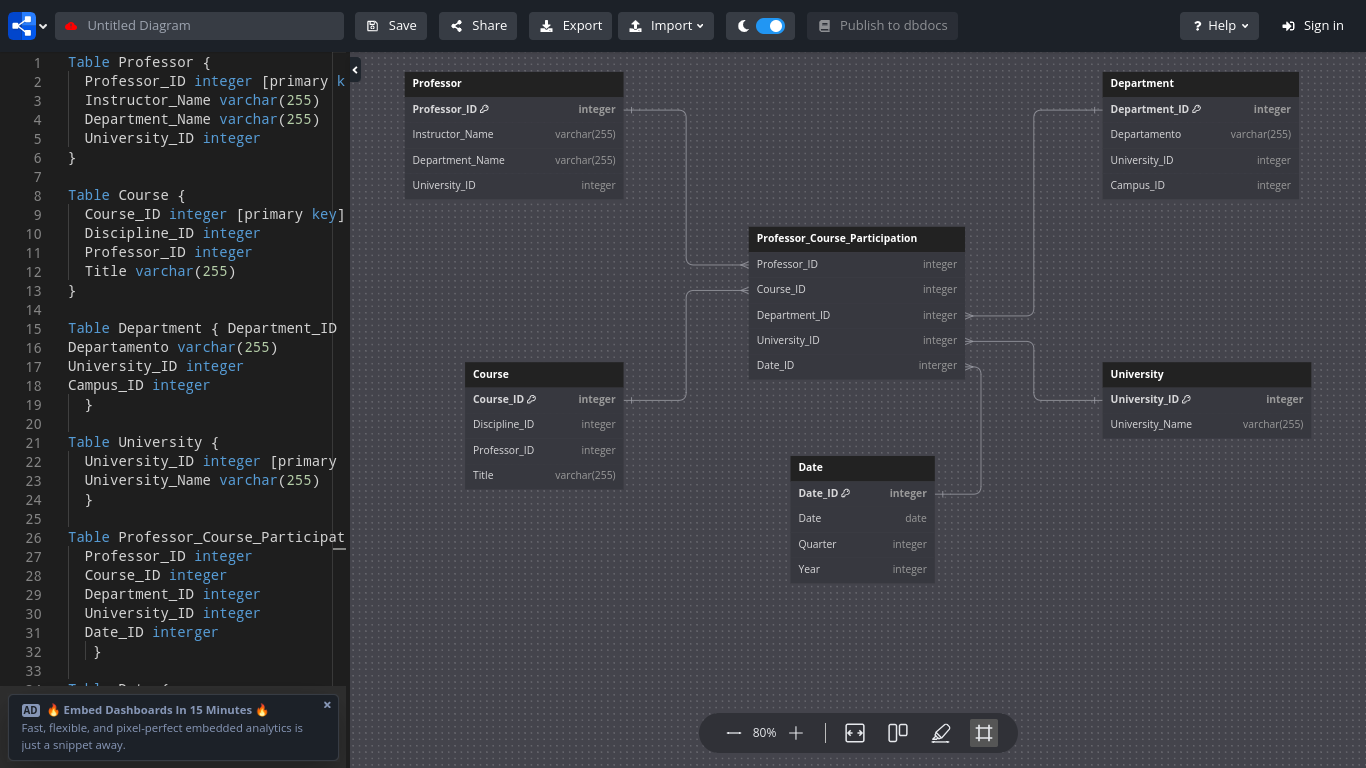 Untitled Diagram
Save
Share
Export
Import
Publish to dbdocs
? Help
Sign in
1 Table Professor {
2 Professor_ID integer [primary k
3 Instructor_Name varchar(255)
4 Department_Name varchar(255)
5 University_ID integer
6 }
7
8 Table Course {
9 Course_ID integer [primary key]
10 Discipline_ID integer
11 Professor_ID integer
12 Title varchar(255)
13 }
14
15 Table Department { Department_ID
16 Departamento varchar(255)
17 University_ID integer
18 Campus_ID integer
19 }
20
21 Table University {
22 University_ID integer [primary
23 University_Name varchar(255)
24 }
25
26 Table Professor_Course_Participat
27 Professor_ID integer
28 Course_ID integer
29 Department_ID integer
30 University_ID integer
31 Date_ID interger
32 }
33
AD 🔥 Embed Dashboards In 15 Minutes 🔥 ×
Fast, flexible, and pixel-perfect embedded analytics is
just a snippet away.
Professor
Professor_ID integer
Instructor_Name varchar(255)
Department_Name varchar(255)
University_ID integer
Department
Department_ID integer
Departamento varchar(255)
University_ID integer
Campus_ID integer
Professor_Course_Participation
Professor_ID integer
Course_ID integer
Department_ID integer
University_ID integer
Date_ID interger
Course
Course_ID integer
Discipline_ID integer
Professor_ID integer
Title varchar(255)
University
University_ID integer
University_Name varchar(255)
Date
Date_ID integer
Date date
Quarter integer
Year integer
80%